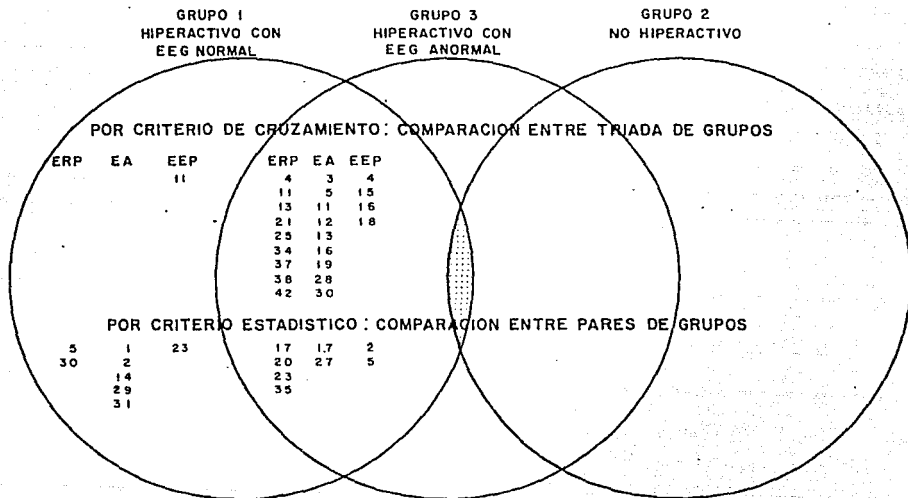 GRUPO 1 GRUPO 3 GRUPO 2
HIPERACTIVO CON HIPERACTIVO CON NO HIPERACTIVO
EEG NORMAL EEG ANORMAL
POR CRITERIO DE CRUZAMIENTO: COMPARACION ENTRE TRIADA DE GRUPOS
ERP EA EEP ERP EA EEP
11 4 3 4
11 5 15
13 11 16
21 12 18
25 13
34 16
37 19
38 28
42 30
POR CRITERIO ESTADISTICO: COMPARACION ENTRE PARES DE GRUPOS
5 1 23 17 17 2
30 2 20 27 5
14 23
29 35
31